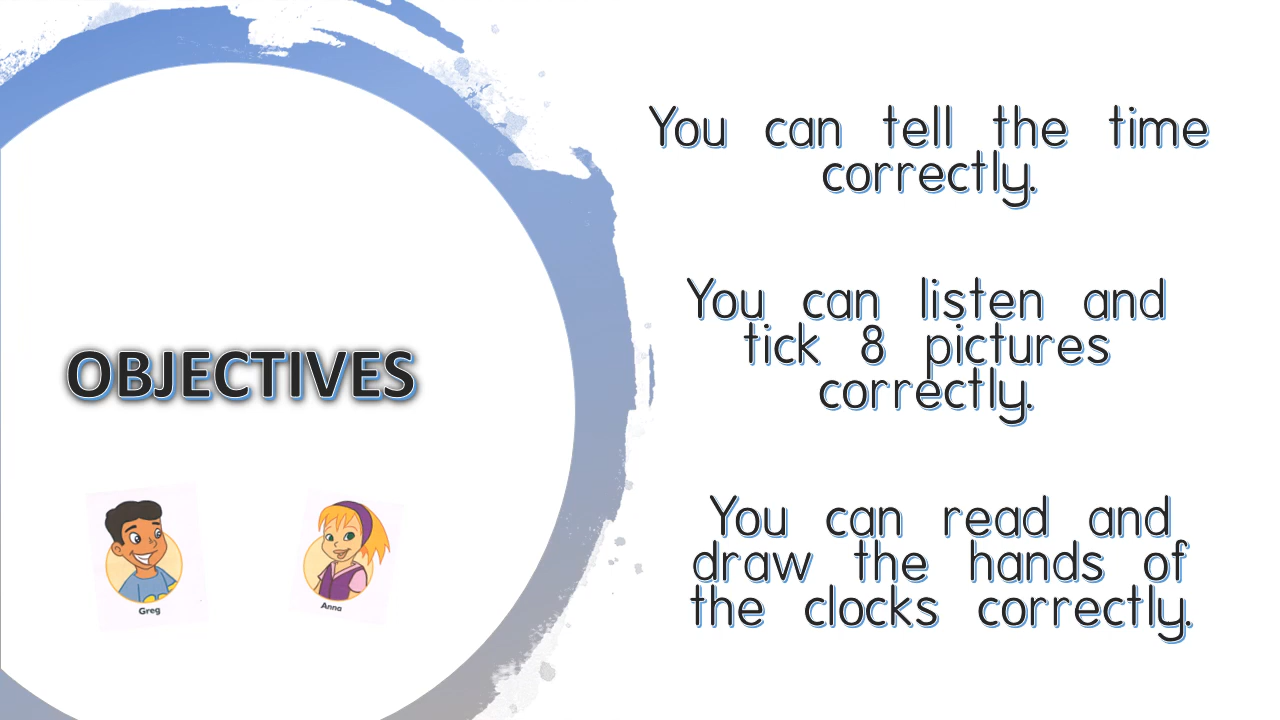 OBJECTIVES
Greg
Anna
You can tell the time
correctly.
You can listen and
tick 8 pictures
correctly.
You can read and
draw the hands of
the clocks correctly.